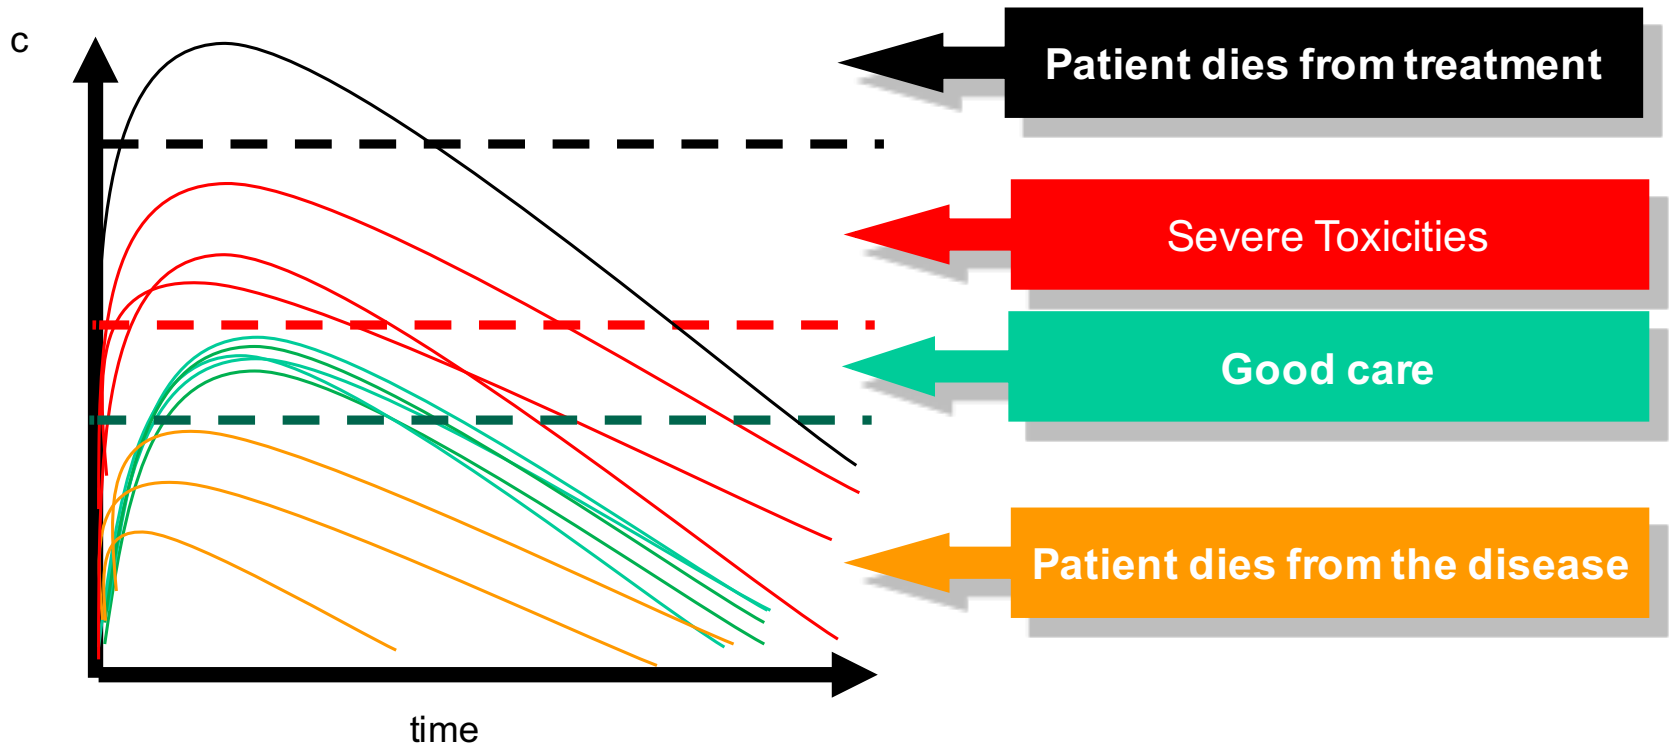 c
Patient dies from treatment
Severe Toxicities
Good care
Patient dies from the disease
time